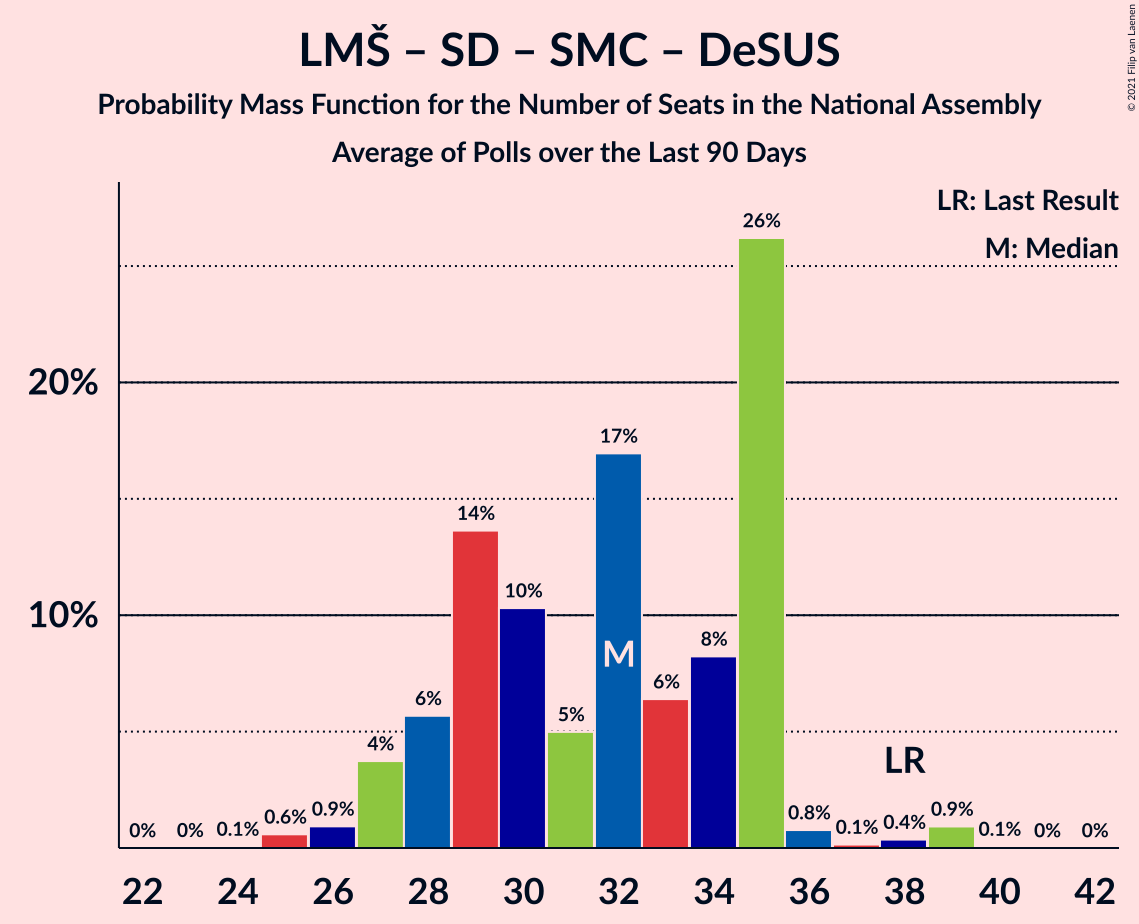 LMŠ – SD – SMC – DeSUS
Probability Mass Function for the Number of Seats in the National Assembly
Average of Polls over the Last 90 Days
© 2021 Filip van Laenen
LR: Last Result
M: Median
26%
20%
17%
14%
10%
10%
8%
M
6%
6%
5%
4%
LR
0% 0% 0.1% 0.6% 0.9% 0.8% 0.1% 0.4% 0.9% 0.1% 0% 0%
22 24 26 28 30 32 34 36 38 40 42